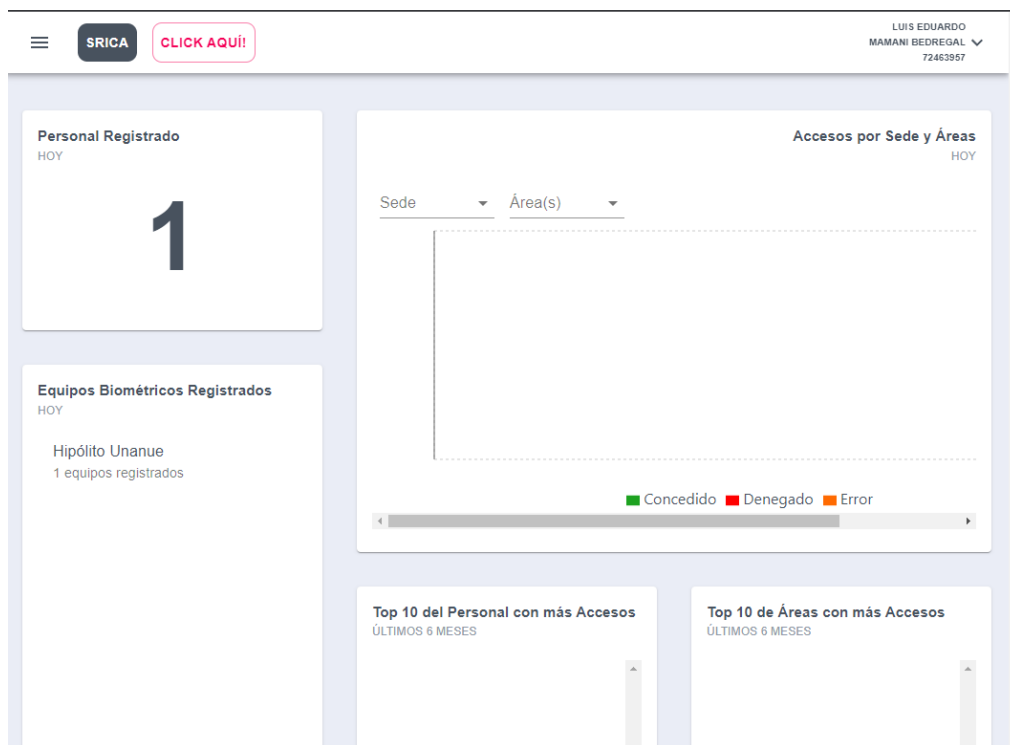 SRICA
CLICK AQUÍ!
LUIS EDUARDO
MAMANI BEDREGAL
72463957
Personal Registrado
HOY
1
Accesos por Sede y Áreas
HOY
Sede
Área(s)
Concedido Denegado Error
Equipos Biométricos Registrados
HOY
Hipólito Unanue
1 equipos registrados
Top 10 del Personal con más Accesos
ÚLTIMOS 6 MESES
Top 10 de Áreas con más Accesos
ÚLTIMOS 6 MESES